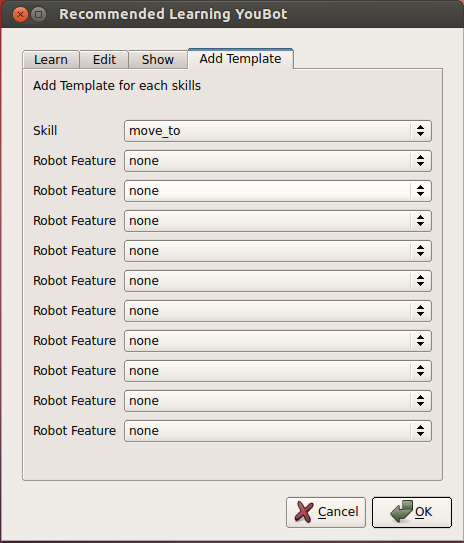 Recommended Learning YouBot
Learn Edit Show Add Template
Add Template for each skills
Skill move_to
Robot Feature none
Robot Feature none
Robot Feature none
Robot Feature none
Robot Feature none
Robot Feature none
Robot Feature none
Robot Feature none
Robot Feature none
Robot Feature none
Cancel OK